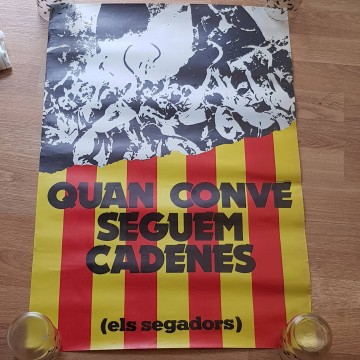 QUAN CONVE
SEGUEM
CADENES
(els segadors)